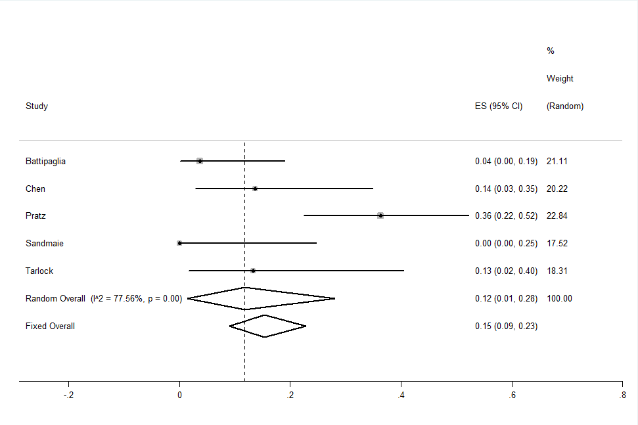 %
Weight
Study ES (95% CI) (Random)
Battipaglia 0.04 (0.00, 0.19) 21.11
Chen 0.14 (0.03, 0.35) 20.22
Pratz 0.36 (0.22, 0.52) 22.84
Sandmaie 0.00 (0.00, 0.25) 17.52
Tarlock 0.13 (0.02, 0.40) 18.31
Random Overall (I^2 = 77.56%, p = 0.00) 0.12 (0.01, 0.28) 100.00
Fixed Overall 0.15 (0.09, 0.23)
-.2 0 .2 .4 .6 .8